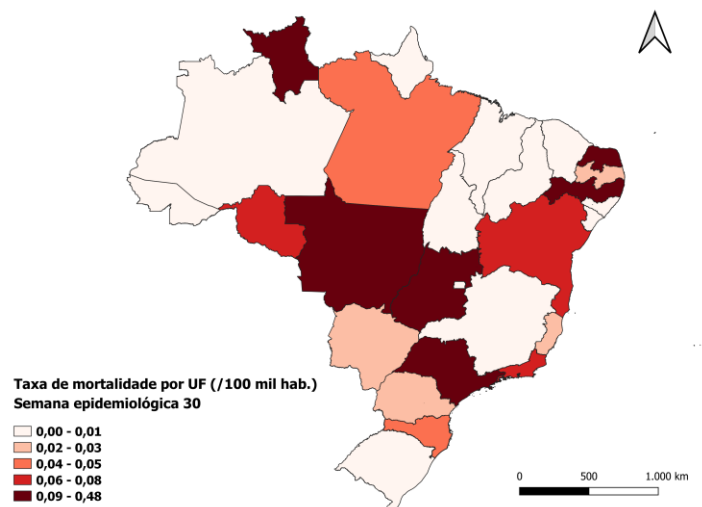 Taxa de mortalidade por UF (/100 mil hab.)
Semana epidemiológica 30
0,00 - 0,01
0,02 - 0,03
0,04 - 0,05
0,06 - 0,08
0,09 - 0,48
0 500 1.000 km